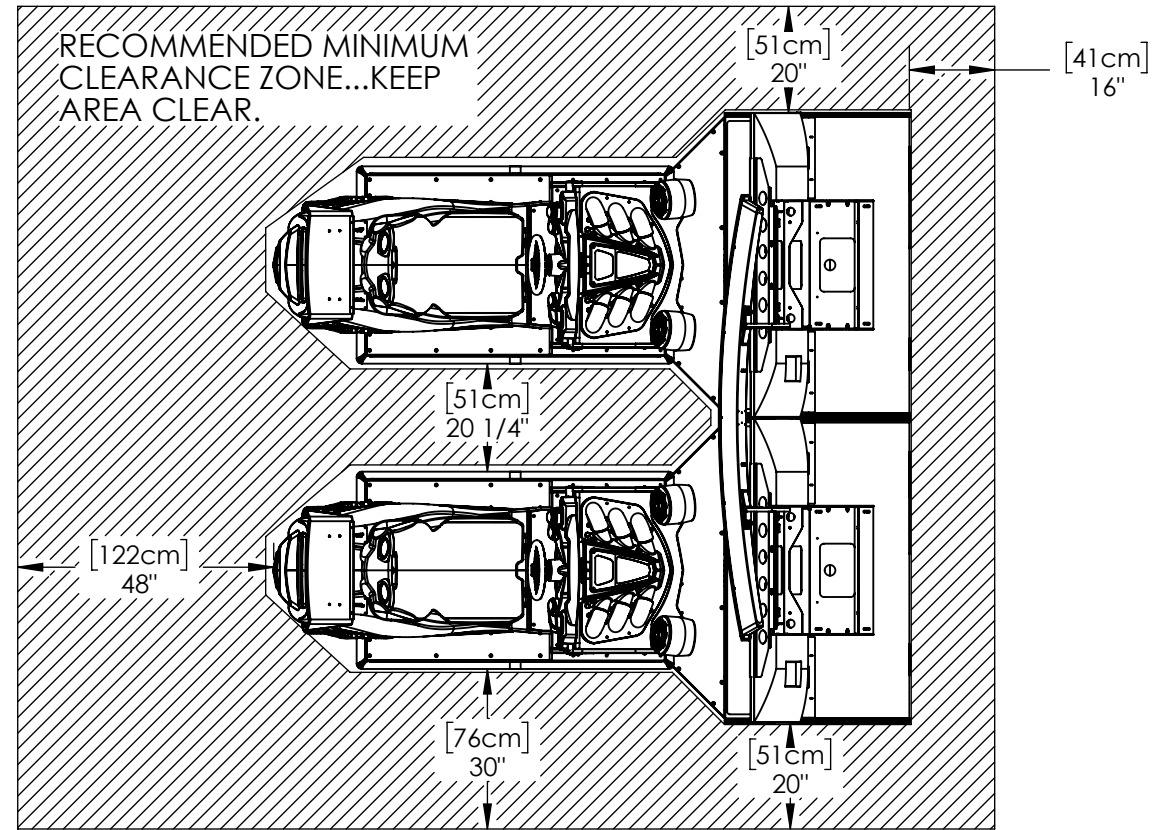 RECOMMENDED MINIMUM
CLEARANCE ZONE...KEEP
AREA CLEAR.
[51cm]
20"
[41cm]
16"
[51cm]
20 1/4"
[122cm]
48"
[76cm]
30"
[51cm]
20"